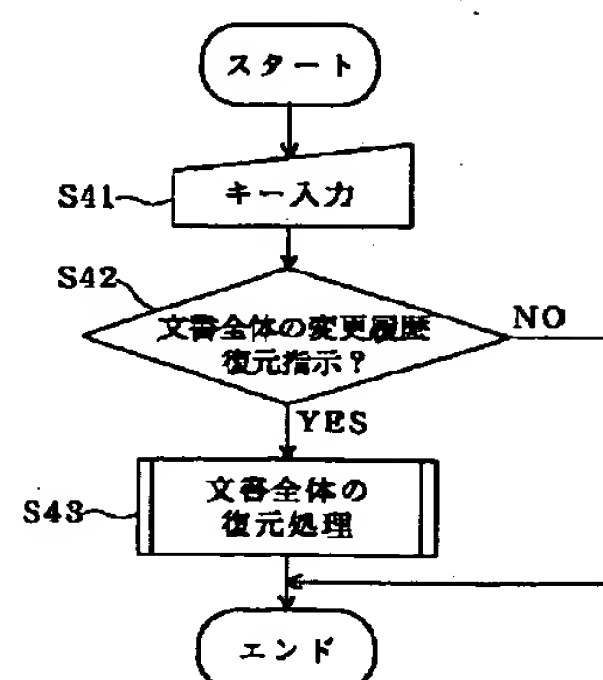 スタート
S41
キー入力
S42
文書全体の変更履歴
復元指示?
NO
YES
S43
文書全体の
復元処理
エンド